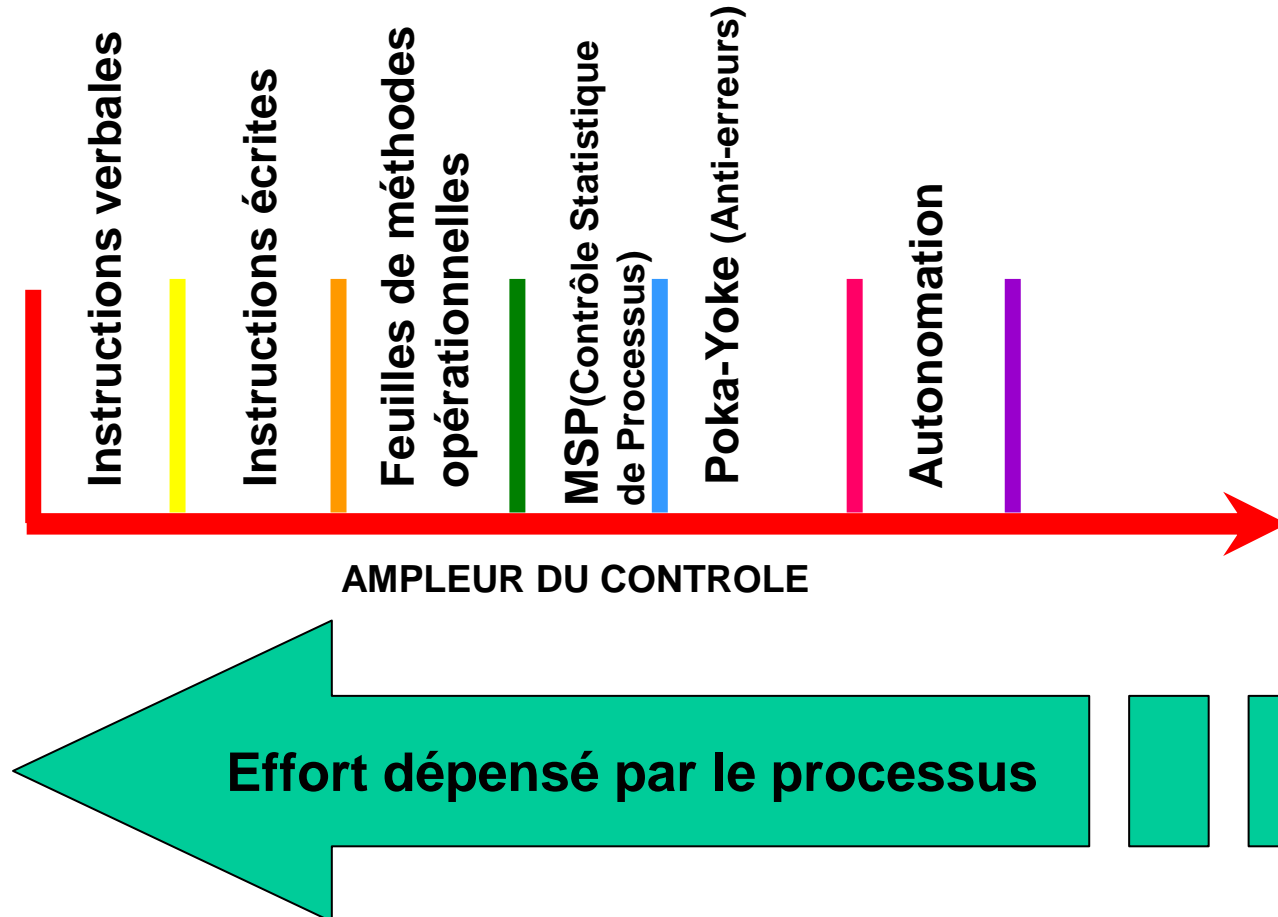 Instructions verbales
Instructions écrites
Feuilles de méthodes
opérationnelles
MSP(Contrôle Statistique
de Processus)
Poka-Yoke (Anti-erreurs)
Autonomation
AMPLEUR DU CONTROLE
Effort dépensé par le processus